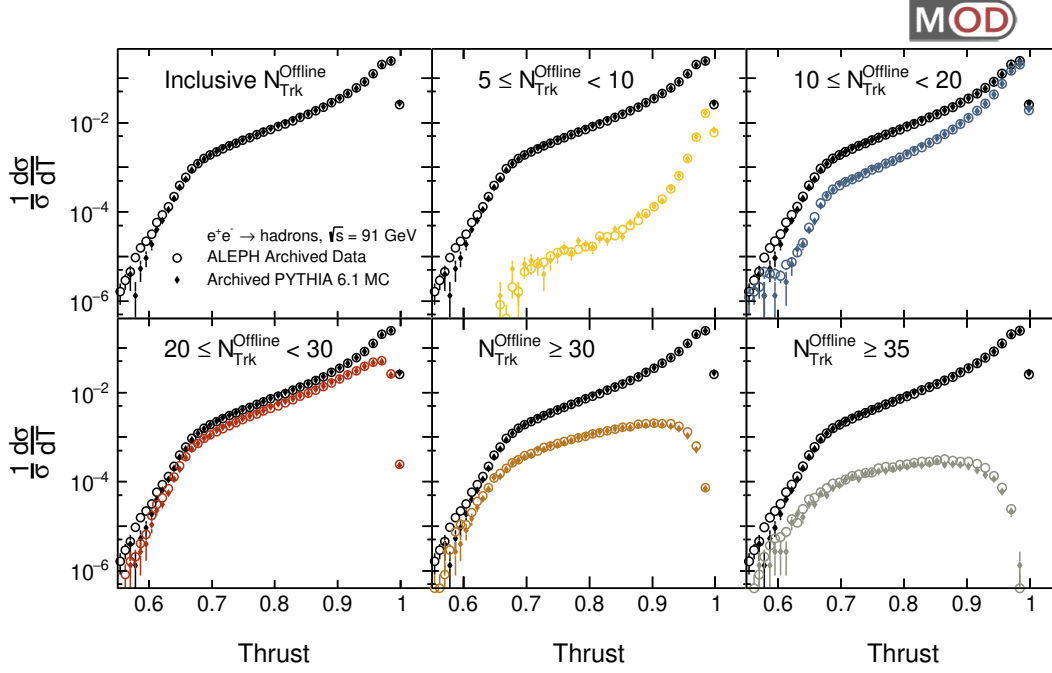 MOD
Inclusive N_Trk^Offline
5 ≤ N_Trk^Offline < 10
10 ≤ N_Trk^Offline < 20
10⁻²
10⁻⁴
10⁻⁶
1/σ dσ/dT
e⁺e⁻ → hadrons, √s = 91 GeV
ALEPH Archived Data
Archived PYTHIA 6.1 MC
20 ≤ N_Trk^Offline < 30
N_Trk^Offline ≥ 30
N_Trk^Offline ≥ 35
10⁻²
10⁻⁴
10⁻⁶
1/σ dσ/dT
0.6 0.7 0.8 0.9 1
0.6 0.7 0.8 0.9 1
0.6 0.7 0.8 0.9 1
Thrust
Thrust
Thrust